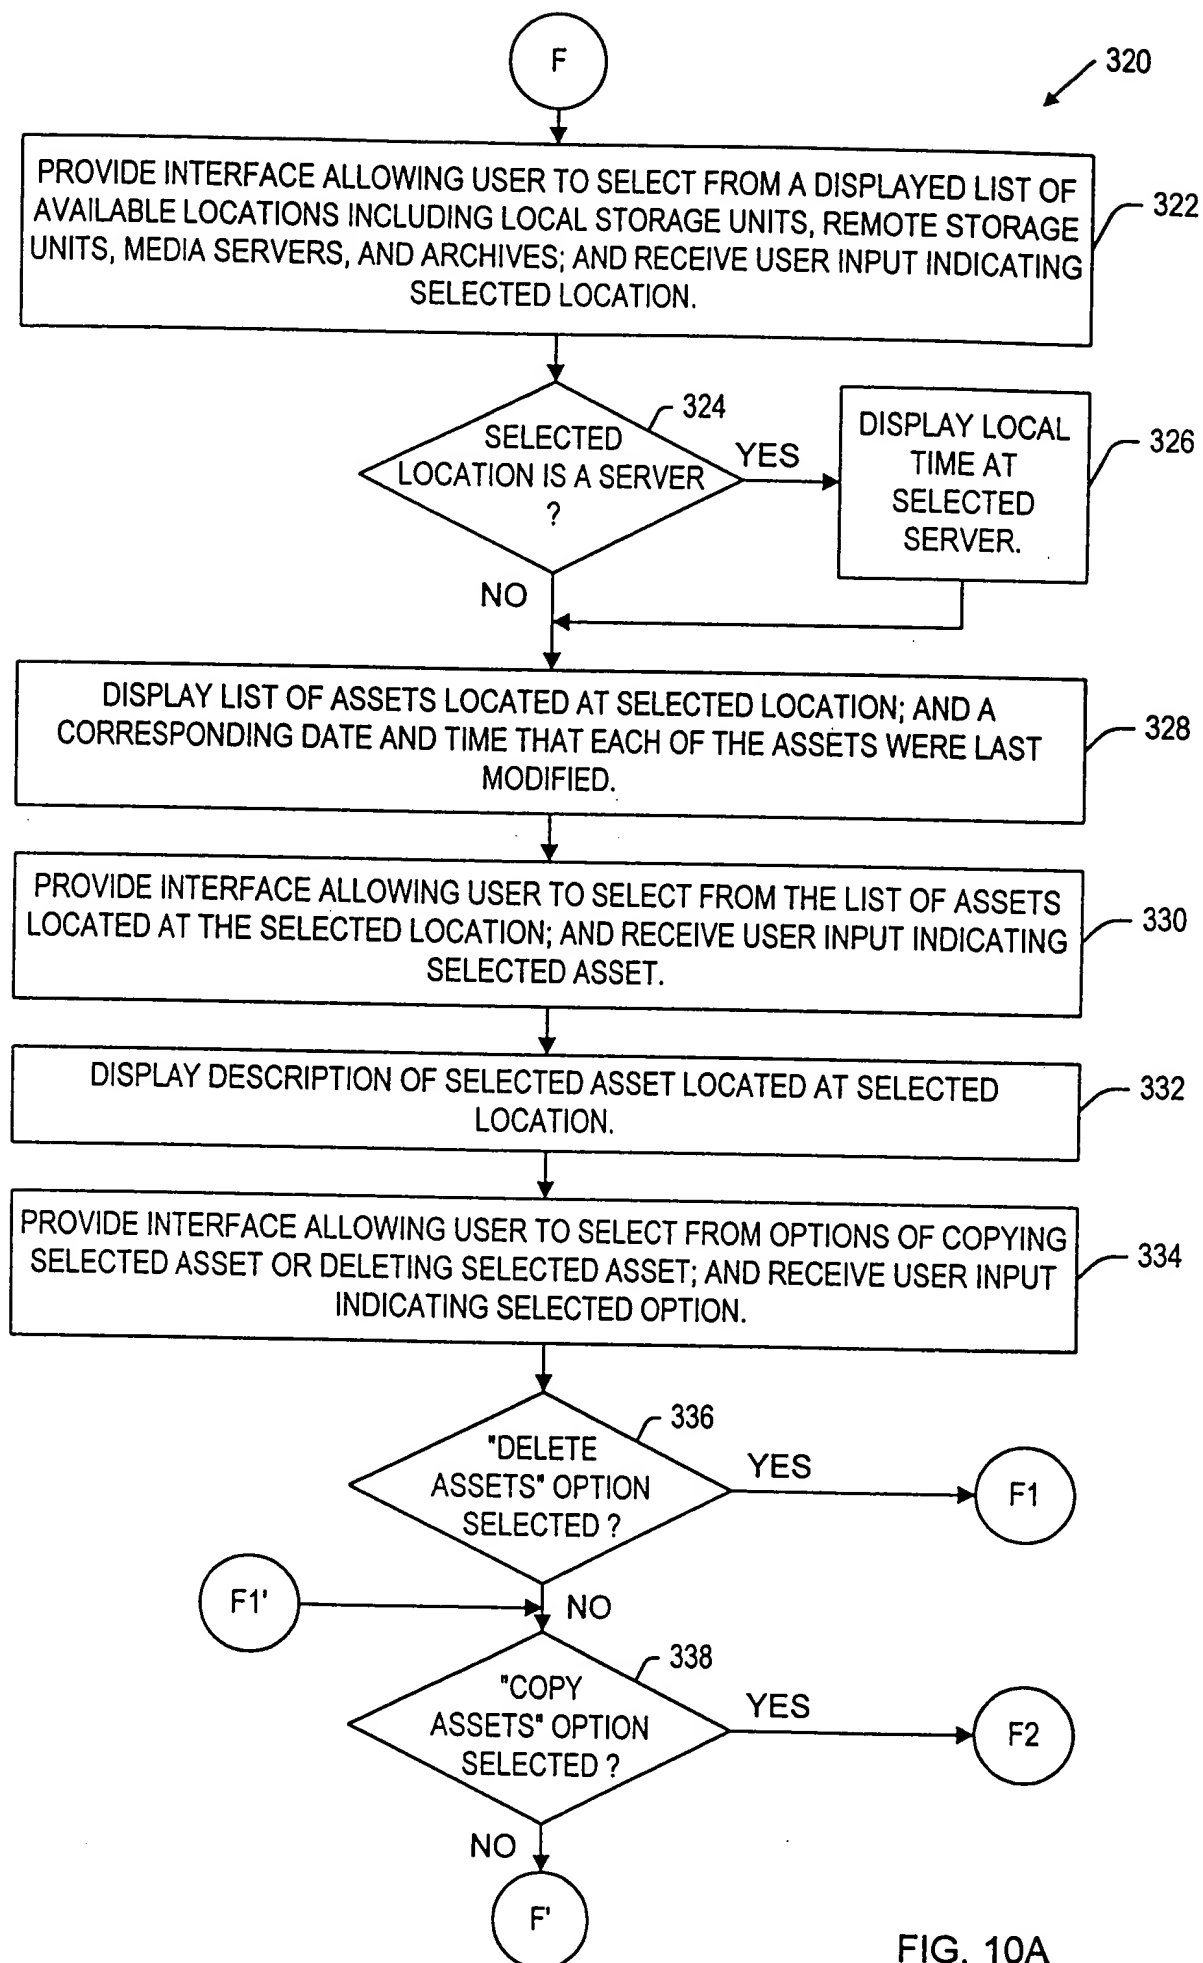 F
320
PROVIDE INTERFACE ALLOWING USER TO SELECT FROM A DISPLAYED LIST OF
AVAILABLE LOCATIONS INCLUDING LOCAL STORAGE UNITS, REMOTE STORAGE
UNITS, MEDIA SERVERS, AND ARCHIVES; AND RECEIVE USER INPUT INDICATING
SELECTED LOCATION.
322
324
SELECTED
LOCATION IS A SERVER
?
YES
DISPLAY LOCAL
TIME AT
SELECTED
SERVER.
326
NO
DISPLAY LIST OF ASSETS LOCATED AT SELECTED LOCATION; AND A
CORRESPONDING DATE AND TIME THAT EACH OF THE ASSETS WERE LAST
MODIFIED.
328
PROVIDE INTERFACE ALLOWING USER TO SELECT FROM THE LIST OF ASSETS
LOCATED AT THE SELECTED LOCATION; AND RECEIVE USER INPUT INDICATING
SELECTED ASSET.
330
DISPLAY DESCRIPTION OF SELECTED ASSET LOCATED AT SELECTED
LOCATION.
332
PROVIDE INTERFACE ALLOWING USER TO SELECT FROM OPTIONS OF COPYING
SELECTED ASSET OR DELETING SELECTED ASSET; AND RECEIVE USER INPUT
INDICATING SELECTED OPTION.
334
336
"DELETE
ASSETS" OPTION
SELECTED ?
YES
F1
F1'
NO
338
"COPY
ASSETS" OPTION
SELECTED ?
YES
F2
NO
F'
FIG. 10A